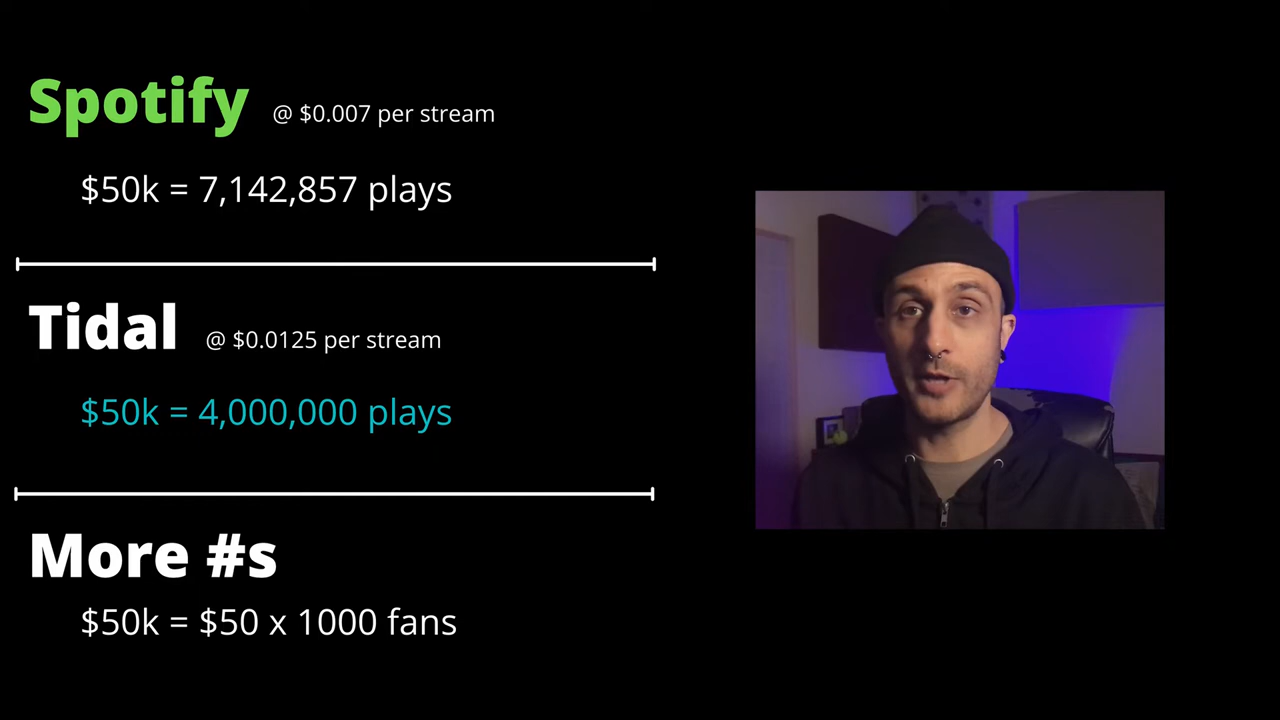 Spotify @ $0.007 per stream
$50k = 7,142,857 plays
Tidal @ $0.0125 per stream
$50k = 4,000,000 plays
More #s
$50k = $50 x 1000 fans